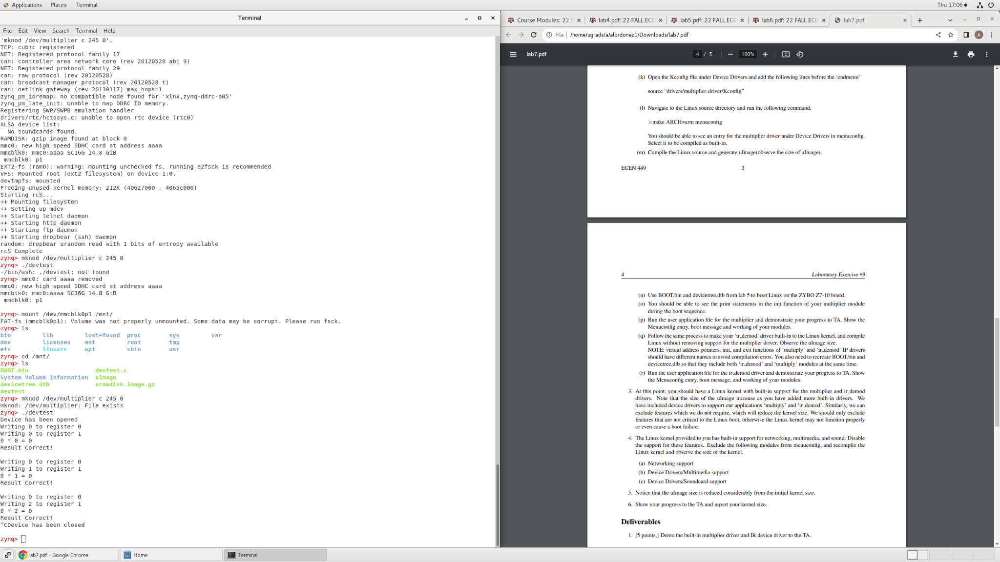 Applications Places Terminal
Thu 17:06
Terminal
File Edit View Search Terminal Help
'mknod /dev/multiplier c 245 0'.
TCP: cubic registered
NET: Registered protocol family 17
can: controller area network core (rev 20120528 abi 9)
NET: Registered protocol family 29
can: raw protocol (rev 20120528)
can: broadcast manager protocol (rev 20120528 t)
can: netlink gateway (rev 20130117) max_hops=1
zynq_pm_ioremap: no compatible node found for 'xlnx,zynq-ddrc-a05'
zynq_pm_late_init: Unable to map DDRC IO memory.
Registering SWP/SWPB emulation handler
drivers/rtc/hctosys.c: unable to open rtc device (rtc0)
ALSA device list:
No soundcards found.
RAMDISK: gzip image found at block 0
mmc0: new high speed SDHC card at address aaaa
mmcblk0: mmc0:aaaa SC16G 14.8 GiB
mmcblk0: p1
EXT2-fs (ram0): warning: mounting unchecked fs, running e2fsck is recommended
VFS: Mounted root (ext2 filesystem) on device 1:0.
devtmpfs: mounted
Freeing unused kernel memory: 212K (40627000 - 4065c000)
Starting rcS...
++ Mounting filesystem
++ Setting up mdev
++ Starting telnet daemon
++ Starting http daemon
++ Starting ftp daemon
++ Starting dropbear (ssh) daemon
random: dropbear urandom read with 1 bits of entropy available
rcS Complete
zynq> mknod /dev/multiplier c 245 0
zynq> ./devtest
-/bin/ash: ./devtest: not found
zynq> mmc0: card aaaa removed
mmc0: new high speed SDHC card at address aaaa
mmcblk0: mmc0:aaaa SC16G 14.8 GiB
mmcblk0: p1
zynq> mount /dev/mmcblk0p1 /mnt/
FAT-fs (mmcblk0p1): Volume was not properly unmounted. Some data may be corrupt. Please run fsck.
zynq> ls
bin lib lost+found proc sys var
dev licenses mnt root tmp
etc linuxrc opt sbin usr
zynq> cd /mnt/
zynq> ls
BOOT.bin devtest.c
System Volume Information uImage
devicetree.dtb uramdisk.image.gz
devtest
zynq> mknod /dev/multiplier c 245 0
mknod: /dev/multiplier: File exists
zynq> ./devtest
Device has been opened
Writing 0 to register 0
Writing 0 to register 1
0 * 0 = 0
Result Correct!
Writing 0 to register 0
Writing 1 to register 1
0 * 1 = 0
Result Correct!
Writing 0 to register 0
Writing 2 to register 1
0 * 2 = 0
Result Correct!
^CDevice has been closed
zynq>
Course Modules: 22 F lab4.pdf: 22 FALL ECE lab5.pdf: 22 FALL ECE lab6.pdf: 22 FALL ECE lab7.pdf
File /home/ugrads/a/alordonez1/Downloads/lab7.pdf
A
lab7.pdf 4 / 5 100%
(k) Open the Kconfig file under Device Drivers and add the following lines before the ‘endmenu’
source “drivers/multiplier_driver/Kconfig”
(l) Navigate to the Linux source directory and run the following command.
>make ARCH=arm menuconfig
You should be able to see an entry for the multiplier driver under Device Drivers in menuconfig.
Select it to be compiled as built-in.
(m) Compile the Linux source and generate uImage(observe the size of uImage).
ECEN 449 3
4 Laboratory Exercise #9
(n) Use BOOT.bin and devicetree.dtb from lab 5 to boot Linux on the ZYBO Z7-10 board.
(o) You should be able to see the print statements in the init function of your multiplier module
during the boot sequence.
(p) Run the user application file for the multiplier and demonstrate your progress to TA. Show the
Menuconfig entry, boot message and working of your modules.
(q) Follow the same process to make your ‘ir_demod’ driver built-in to the Linux kernel, and compile
Linux without removing support for the multiplier driver. Observe the uImage size.
NOTE: virtual address pointers, init, and exit functions of ‘multiply’ and ‘ir_demod’ IP drivers
should have different names to avoid compilation erros. You also need to recreate BOOT.bin and
devicetree.dtb so that they include both ‘ir_demod’ and ‘multiply’ modules at the same time.
(r) Run the user application file for the ir_demod driver and demonstrate your progress to TA. Show
the Menuconfig entry, boot message, and working of your modules.
3. At this point, you should have a Linux kernel with built-in support for the multiplier and ir_demod
drivers. Note that the size of the uImage increase as you have added more built-in drivers. We
have included device drivers to support our applications ‘multiply’ and ‘ir_demod’. Similarly, we can
exclude features which we do not require, which will reduce the kernel size. We should only exclude
features that are not critical to the Linux boot, otherwise the Linux kernel may not function properly
or even cause a boot failure.
4. The Linux kernel provided to you has built-in support for networking, multimedia, and sound. Disable
the support for these features. Exclude the following modules from menuconfig, and recompile the
Linux kernel and observe the size of the kernel.
(a) Networking support
(b) Device Drivers/Multimedia support
(c) Device Drivers/Soundcard support
5. Notice that the uImage size is reduced considerably from the initial kernel size.
6. Show your progress to the TA and report your kernel size.
Deliverables
1. [5 points.] Demo the built-in multiplier driver and IR device driver to the TA.
lab7.pdf - Google Chrome Home Terminal